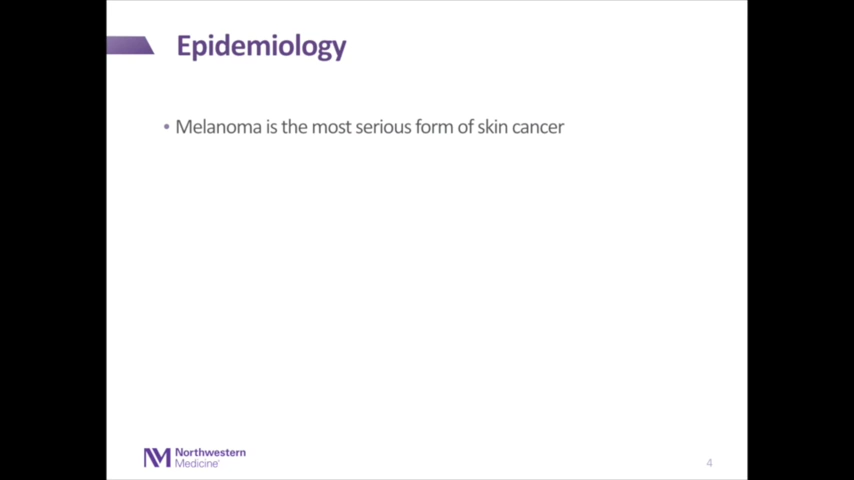 Epidemiology
• Melanoma is the most serious form of skin cancer
Northwestern
Medicine
4